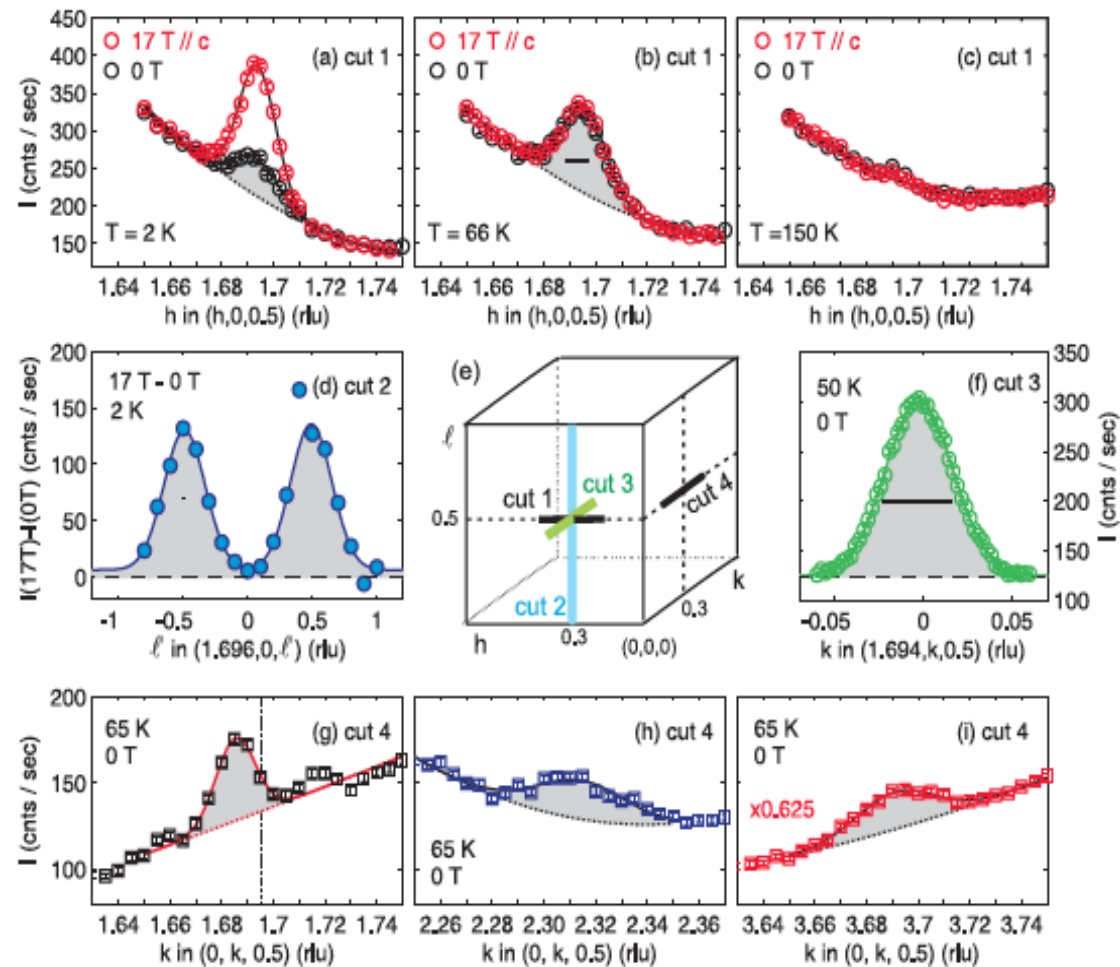 450
400
350
300
250
200
150
I (cnts / sec)
17 T // c
0 T
(a) cut 1
T = 2 K
1.64 1.66 1.68 1.7 1.72 1.74
h in (h,0,0.5) (rlu)
17 T // c
0 T
(b) cut 1
T = 66 K
1.64 1.66 1.68 1.7 1.72 1.74
h in (h,0,0.5) (rlu)
17 T // c
0 T
(c) cut 1
T =150 K
1.64 1.66 1.68 1.7 1.72 1.74
h in (h,0,0.5) (rlu)
200
150
100
50
0
I(17T)-I(0T) (cnts / sec)
17 T - 0 T
2 K
(d) cut 2
-1 -0.5 0 0.5 1
ℓ in (1.696,0,ℓ) (rlu)
(e)
ℓ
cut 1
cut 3
cut 4
0.5
k
cut 2
0.3
h
0.3
(0,0,0)
50 K
0 T
(f) cut 3
350
300
250
200
150
100
I (cnts / sec)
-0.05 0 0.05
k in (1.694,k,0.5) (rlu)
200
150
100
I (cnts / sec)
65 K
0 T
(g) cut 4
1.64 1.66 1.68 1.7 1.72 1.74
k in (0, k, 0.5) (rlu)
(h) cut 4
65 K
0 T
2.26 2.28 2.30 2.32 2.34 2.36
k in (0, k, 0.5) (rlu)
65 K
0 T
(i) cut 4
x0.625
3.64 3.66 3.68 3.7 3.72 3.74
k in (0, k, 0.5) (rlu)